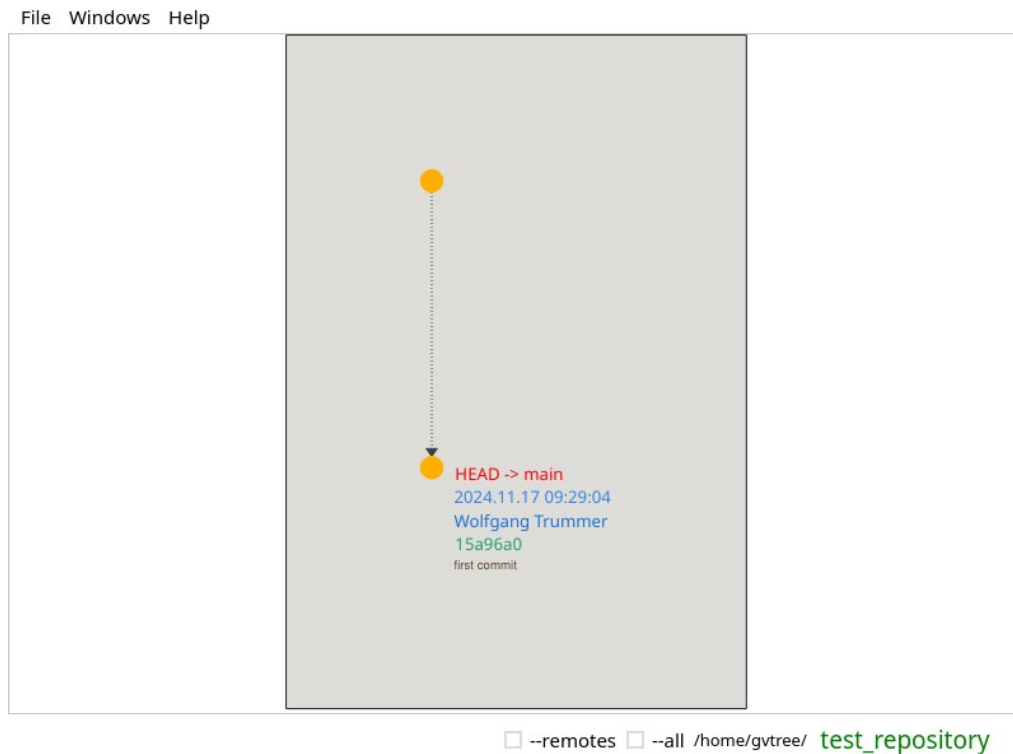 File Windows Help
HEAD -> main
2024.11.17 09:29:04
Wolfgang Trummer
15a96a0
first commit
--remotes --all /home/gvtree/ test_repository